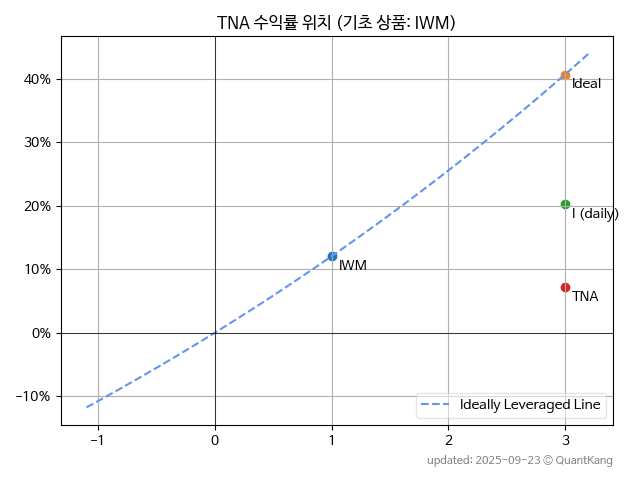 TNA 수익률 위치 (기초 상품: IWM)
40%
Ideal
30%
20%
I (daily)
10%
IWM
TNA
0%
−10%
Ideally Leveraged Line
−1
0
1
2
3
updated: 2025-09-23 © QuantKang